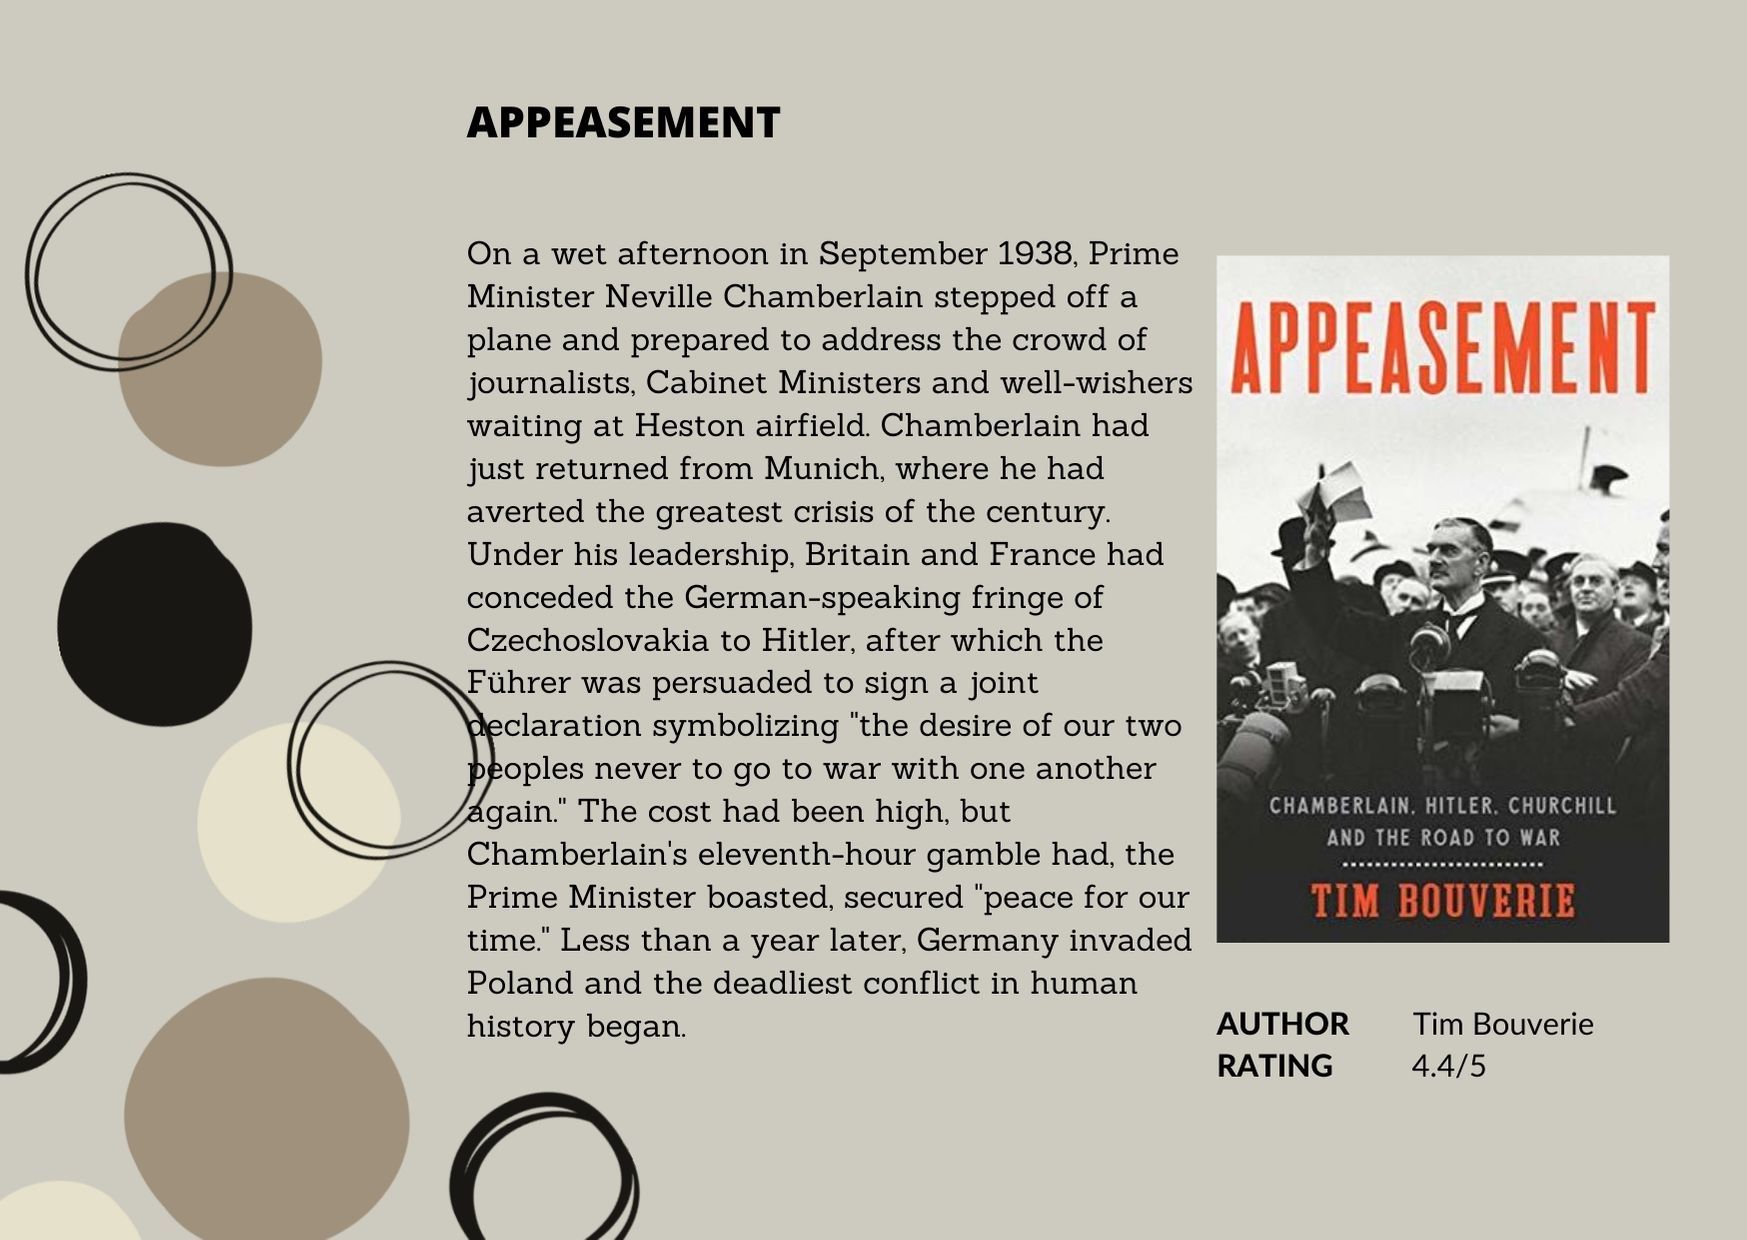 APPEASEMENT
On a wet afternoon in September 1938, Prime
Minister Neville Chamberlain stepped off a
plane and prepared to address the crowd of
journalists, Cabinet Ministers and well-wishers
waiting at Heston airfield. Chamberlain had
just returned from Munich, where he had
averted the greatest crisis of the century.
Under his leadership, Britain and France had
conceded the German-speaking fringe of
Czechoslovakia to Hitler, after which the
Führer was persuaded to sign a joint
declaration symbolizing "the desire of our two
peoples never to go to war with one another
again." The cost had been high, but
Chamberlain's eleventh-hour gamble had, the
Prime Minister boasted, secured "peace for our
time." Less than a year later, Germany invaded
Poland and the deadliest conflict in human
history began.
APPEASEMENT
CHAMBERLAIN, HITLER, CHURCHILL
AND THE ROAD TO WAR
TIM BOUVERIE
AUTHOR Tim Bouverie
RATING 4.4/5